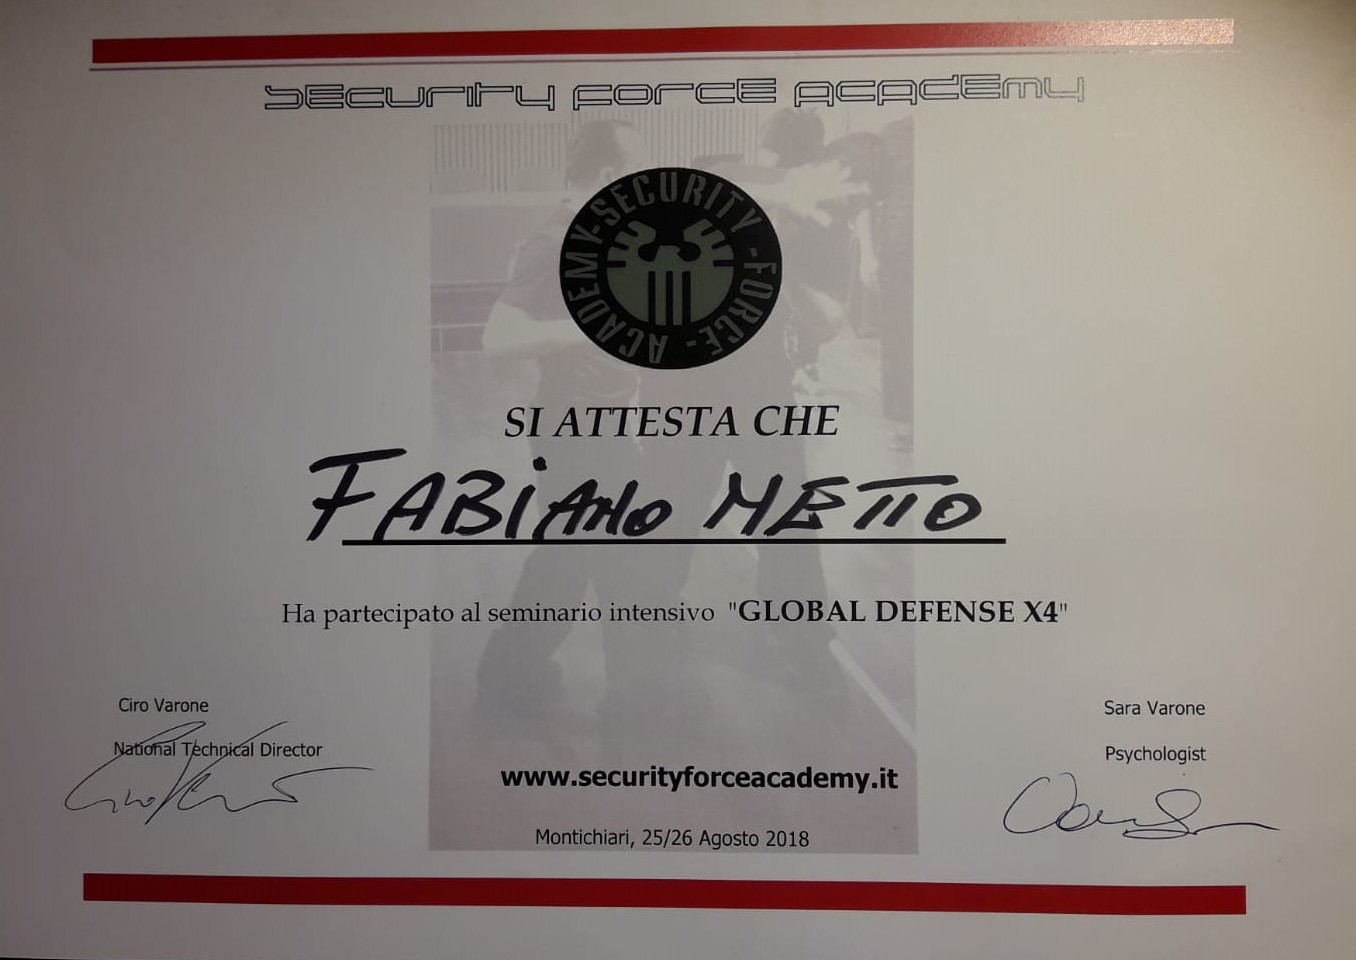 SECURITY FORCE ACADEMY
SECURITY - FORCE - ACADEMY -
SI ATTESTA CHE
FABiANO METTO
Ha partecipato al seminario intensivo "GLOBAL DEFENSE X4"
Ciro Varone
National Technical Director
Sara Varone
Psychologist
www.securityforceacademy.it
Montichiari, 25/26 Agosto 2018